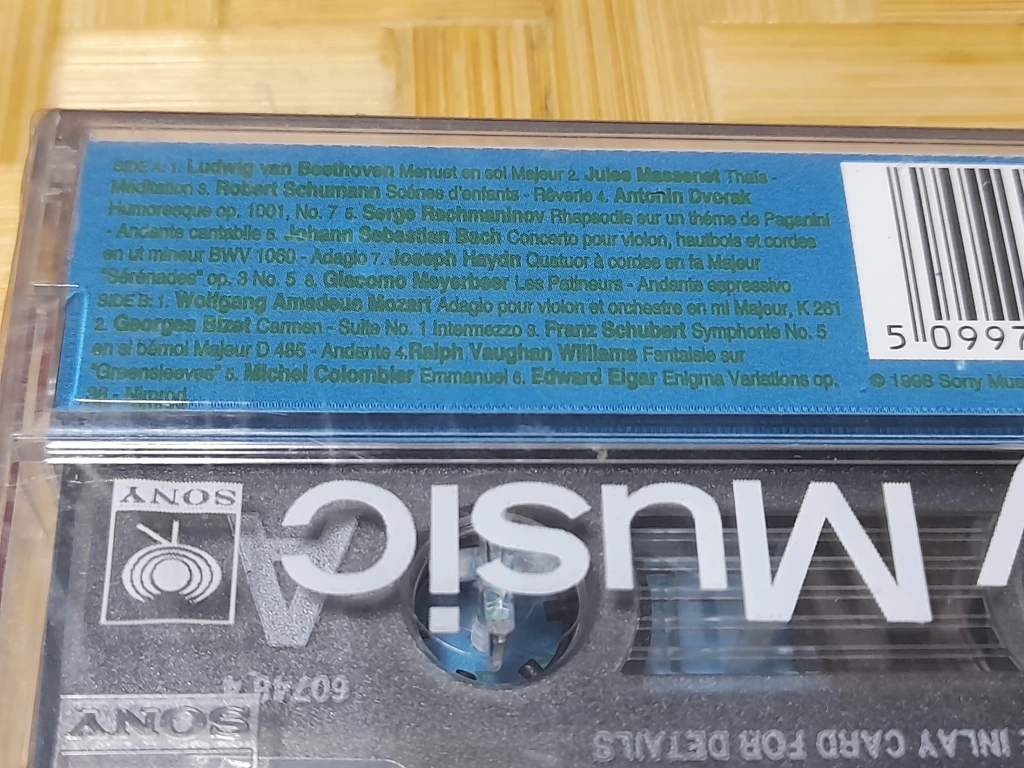 SIDE A: 1. Ludwig van Beethoven Menuet en sol Majeur 2. Jules Massenet Thaïs -
Méditation 3. Robert Schumann Scénes d'enfants - Rêverie 4. Antonin Dvorak
Humoresque op. 1001, No. 7 5. Serge Rachmaninov Rhapsodie sur un thême de Paganini
- Andante cantabile 6. Johann Sebastian Bach Concerto pour violon, hautbois et cordes
en ut mineur BWV 1060 - Adagio 7. Joseph Haydn Quatuor à cordes en fa Majeur
"Sérénades" op. 3 No. 5 8. Giacomo Meyerbeer Les Patineurs - Andante espressivo
SIDE B: 1. Wolfgang Amadeus Mozart Adagio pour violon et orchestre en mi Majeur, K 261
2. Georges Bizet Carmen - Suite No. 1 Intermezzo 3. Franz Schubert Symphonie No. 5
en si bémol Majeur D 485 - Andante 4. Ralph Vaughan Williams Fantaisie sur
"Greensleeves" 5. Michel Colombier Emmanuel 6. Edward Elgar Enigma Variations op.
36 - Nimrod
5 0997
© 1998 Sony Mus
SONY
Music
A
60748 4
SONY
INLAY CARD FOR DETAILS